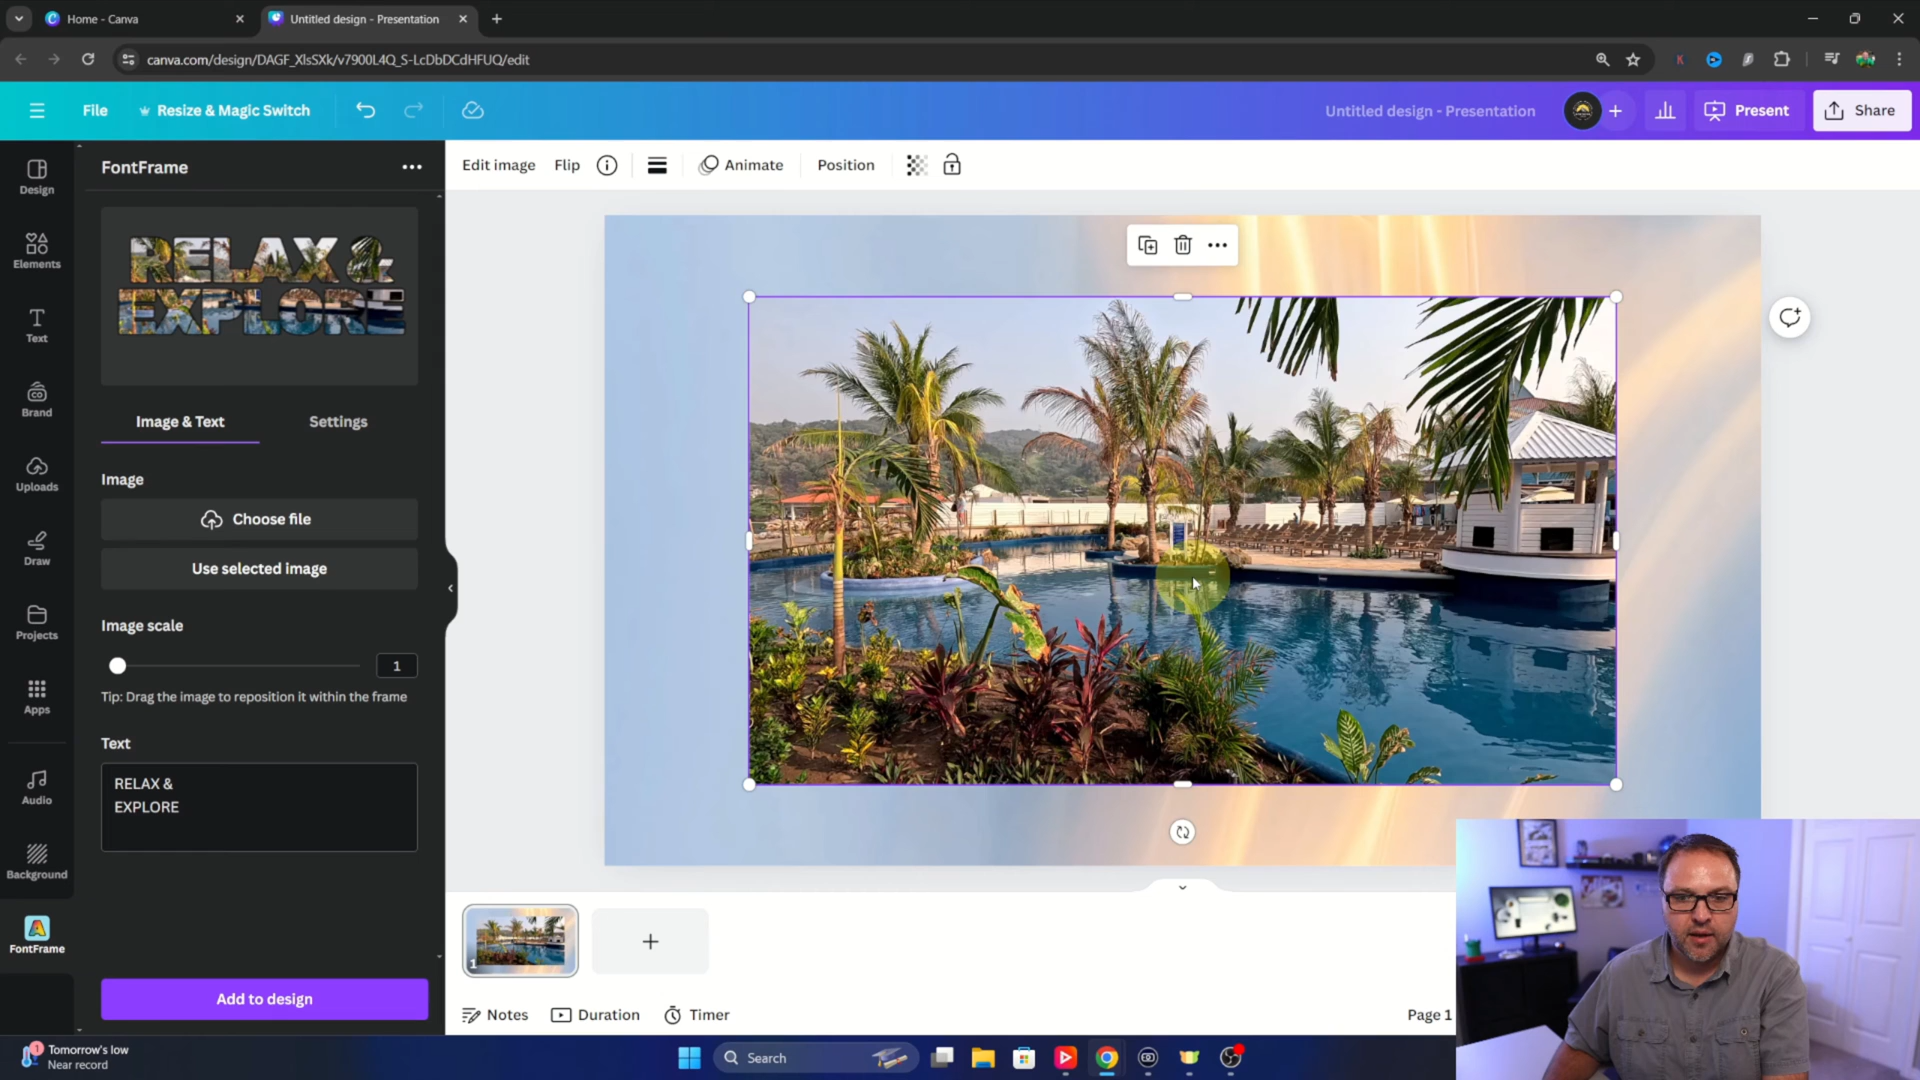 Home - Canva
Untitled design - Presentation
canva.com/design/DAGF_XlsSXk/v7900L4Q_S-LcDbDCdHFUQ/edit
File
Resize & Magic Switch
Untitled design - Presentation
Present
Share
FontFrame
Edit image
Flip
Animate
Position
Design
Elements
Text
Brand
Uploads
Draw
Projects
Apps
Audio
Background
FontFrame
RELAX &
EXPLORE
Image & Text
Settings
Image
Choose file
Use selected image
Image scale
1
Tip: Drag the image to reposition it within the frame
Text
RELAX &
EXPLORE
Add to design
1
Notes
Duration
Timer
Page 1
1
Tomorrow's low
Near record
Search